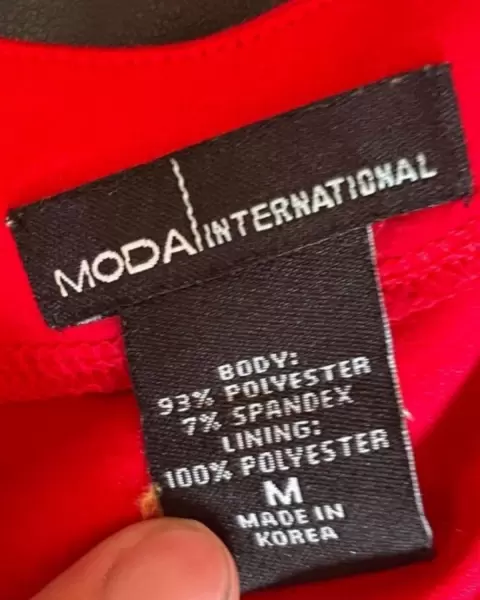 MODA INTERNATIONAL
BODY:
93% POLYESTER
7% SPANDEX
LINING:
100% POLYESTER
M
MADE IN
KOREA